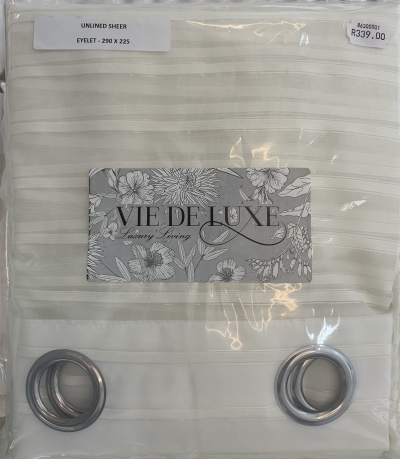 UNLINED SHEER
EYELET - 290 X 225
R339.00
VIE DE LUXE
Luxury Living